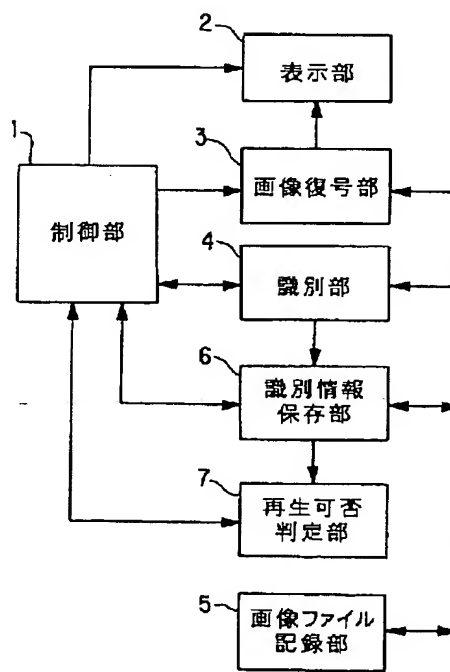 2
表示部
1
制御部
3
画像復号部
4
識別部
6
識別情報
保存部
7
再生可否
判定部
5
画像ファイル
記録部